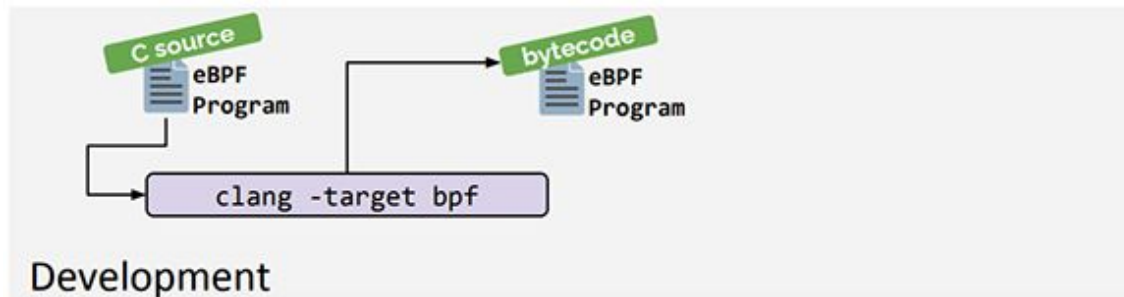 C source
eBPF
Program
bytecode
eBPF
Program
clang -target bpf
Development